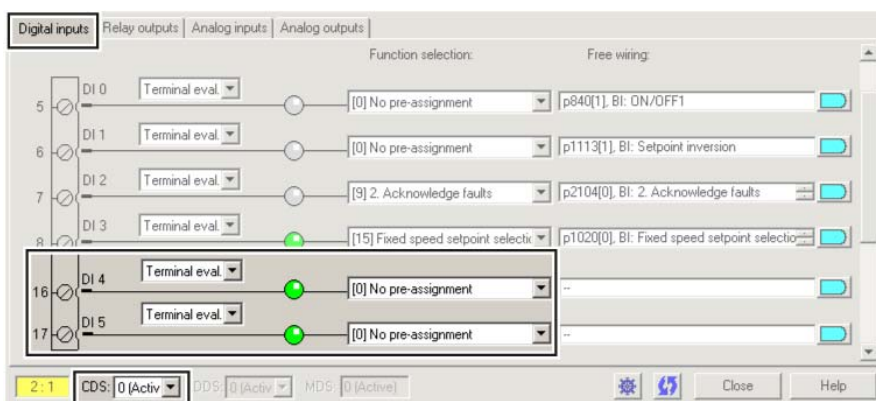 Digital inputs Relay outputs Analog inputs Analog outputs
Function selection: Free wiring:
DI 0 Terminal eval.
5 [0] No pre-assignment p840[1], BI: ON/OFF1
DI 1 Terminal eval.
6 [0] No pre-assignment p1113[1], BI: Setpoint inversion
DI 2 Terminal eval.
7 [9] 2. Acknowledge faults p2104[0], BI: 2. Acknowledge faults
DI 3 Terminal eval.
8 [15] Fixed speed setpoint selectic p1020[0], BI: Fixed speed setpoint selectio
DI 4 Terminal eval.
16 [0] No pre-assignment --
DI 5 Terminal eval.
17 [0] No pre-assignment --
2 : 1 CDS: 0 (Activ DDS: 0 (Activ MDS: 0 (Active) Close Help